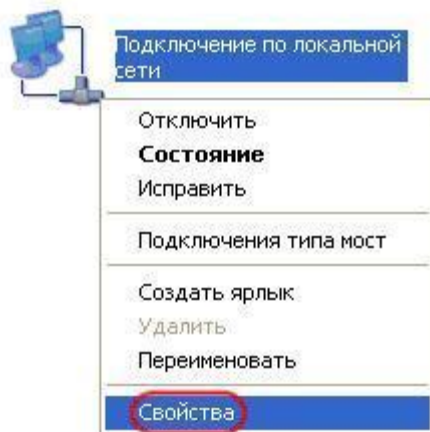 Подключение по локальной
сети
Отключить
Состояние
Исправить
Подключения типа мост
Создать ярлык
Удалить
Переименовать
Свойства